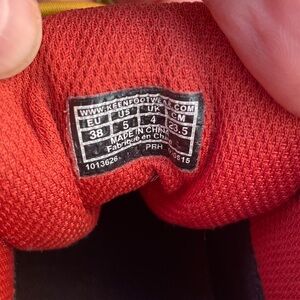 WWW.KEENFOOTWEAR.COM
EU US UK CM
38 5 4 23.5
MADE IN CHINA
Fabriqué en Chine
PRH
1013626